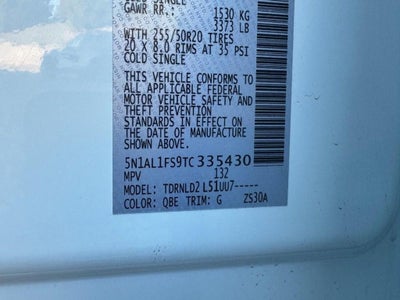 GAWR RR.: 1530 KG
3373 LB
WITH 255/50R20 TIRES
20 X 8.0 RIMS AT 35 PSI
COLD SINGLE
THIS VEHICLE CONFORMS TO
ALL APPLICABLE FEDERAL
MOTOR VEHICLE SAFETY AND
THEFT PREVENTION
STANDARDS IN EFFECT ON
THE DATE OF MANUFACTURE
SHOWN ABOVE.
5N1AL1FS9TC335430
MPV 132
MODEL: TDRNLD2 L51UU7-----
COLOR: QBE TRIM: G ZS30A